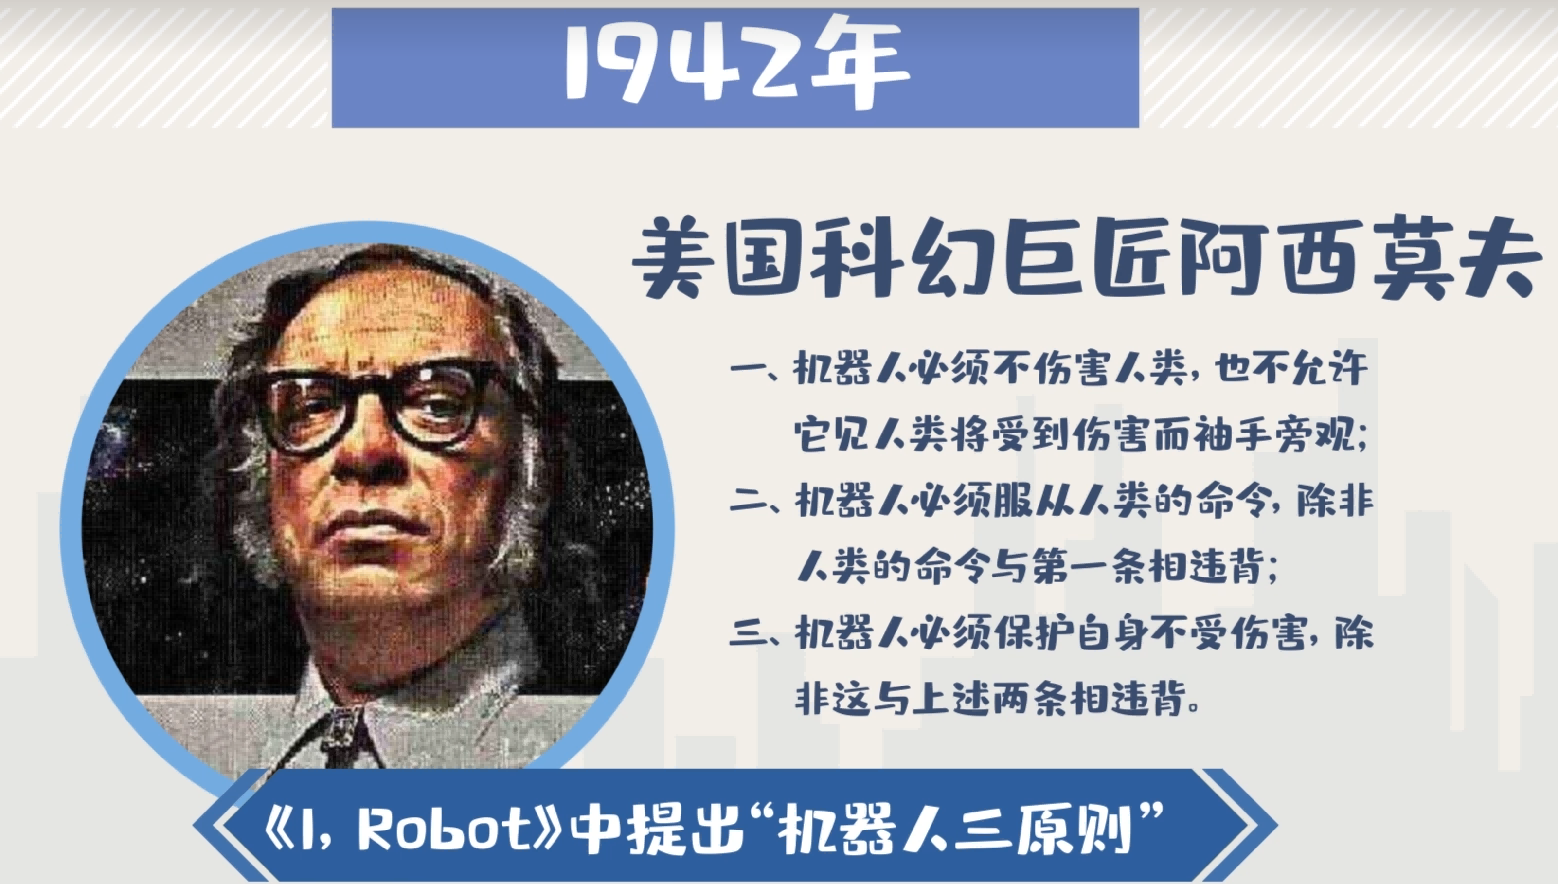 1942年
美国科幻巨匠阿西莫夫
一、机器人必须不伤害人类，也不允许
它见人类将受到伤害而袖手旁观；
二、机器人必须服从人类的命令，除非
人类的命令与第一条相违背；
三、机器人必须保护自身不受伤害，除
非这与上述两条相违背。
《I, Robot》中提出“机器人三原则”